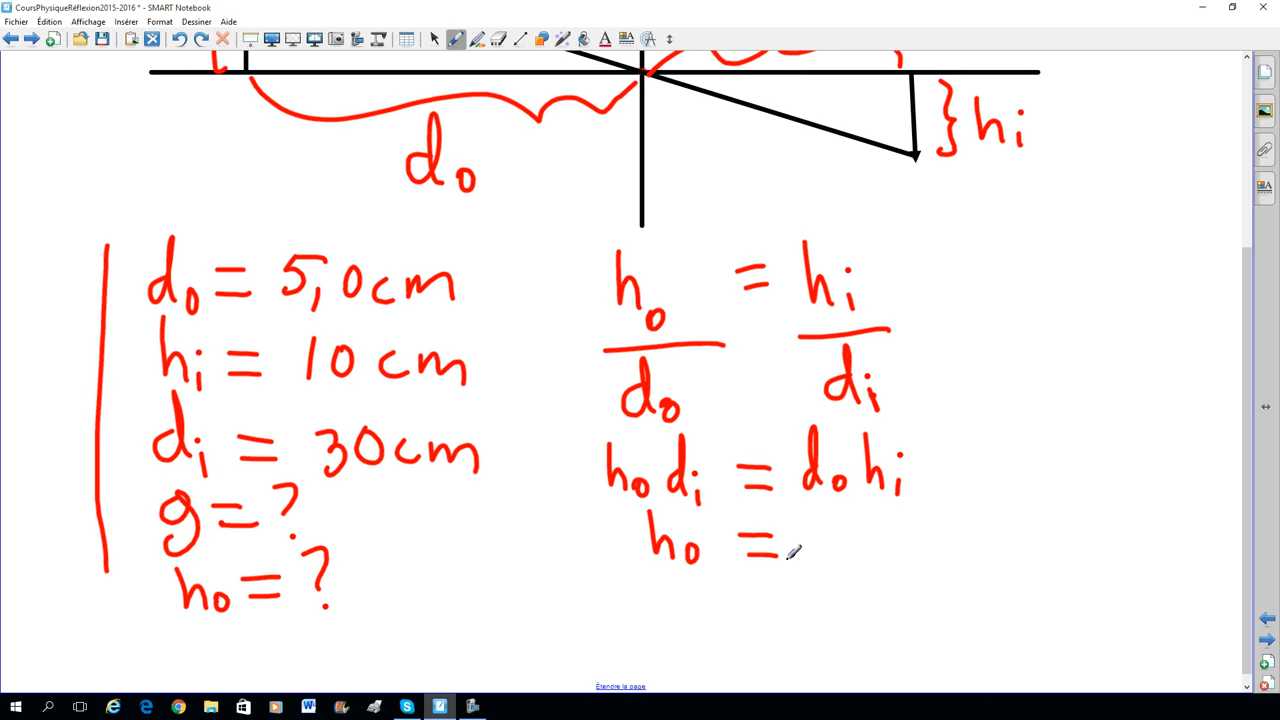 CoursPhysiqueRéflexion2015-2016 * - SMART Notebook
Fichier Édition Affichage Insérer Format Dessiner Aide
d₀
} hᵢ
d₀ = 5,0cm
hᵢ = 10 cm
dᵢ = 30cm
g = ?
h₀ = ?
h₀ = hᵢ
d₀ dᵢ
h₀ dᵢ = d₀ hᵢ
h₀ =
Étendre la page